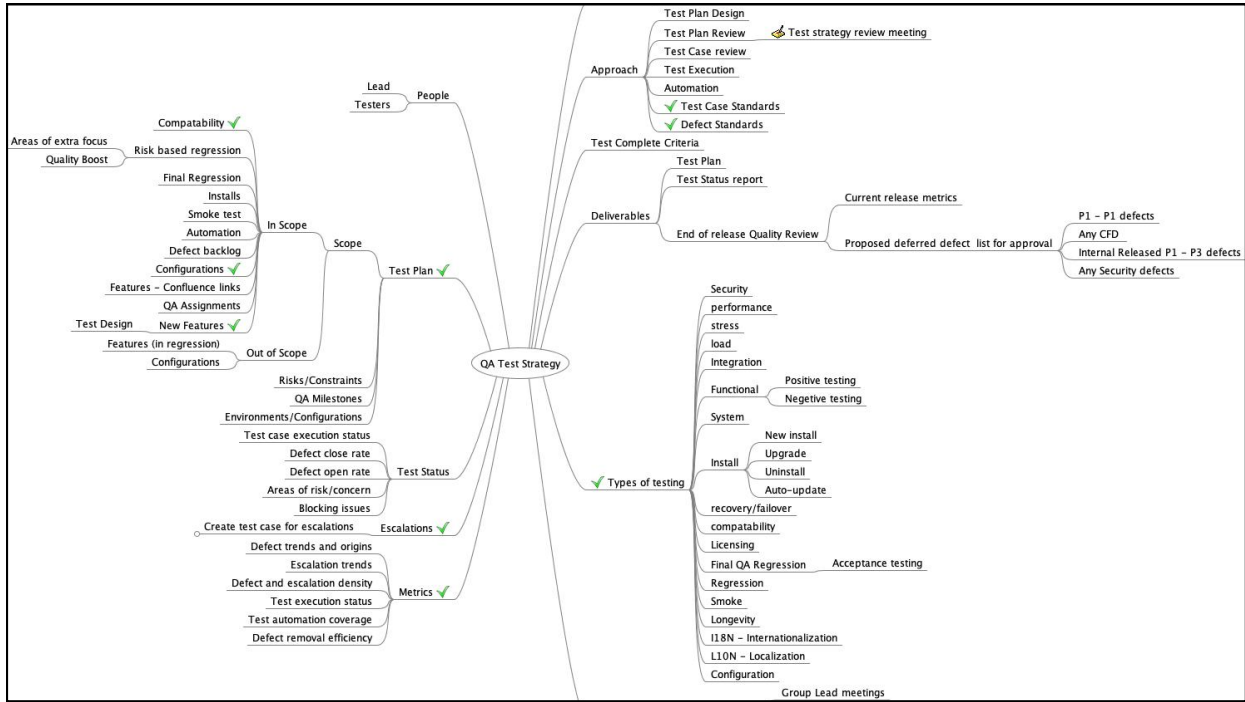 QA Test Strategy
People
Lead
Testers
Test Plan
Scope
In Scope
Compatability
Risk based regression
Areas of extra focus
Quality Boost
Final Regression
Installs
Smoke test
Automation
Defect backlog
Configurations
Features - Confluence links
QA Assignments
New Features
Test Design
Out of Scope
Features (in regression)
Configurations
Risks/Constraints
QA Milestones
Environments/Configurations
Test Status
Test case execution status
Defect close rate
Defect open rate
Areas of risk/concern
Blocking issues
Escalations
Create test case for escalations
Metrics
Defect trends and origins
Escalation trends
Defect and escalation density
Test execution status
Test automation coverage
Defect removal efficiency
Approach
Test Plan Design
Test Plan Review
Test strategy review meeting
Test Case review
Test Execution
Automation
Test Case Standards
Defect Standards
Test Complete Criteria
Deliverables
Test Plan
Test Status report
End of release Quality Review
Current release metrics
Proposed deferred defect list for approval
P1 - P1 defects
Any CFD
Internal Released P1 - P3 defects
Any Security defects
Types of testing
Security
performance
stress
load
Integration
Functional
Positive testing
Negetive testing
System
Install
New install
Upgrade
Uninstall
Auto-update
recovery/failover
compatability
Licensing
Final QA Regression
Acceptance testing
Regression
Smoke
Longevity
I18N - Internationalization
L10N - Localization
Configuration
Group Lead meetings